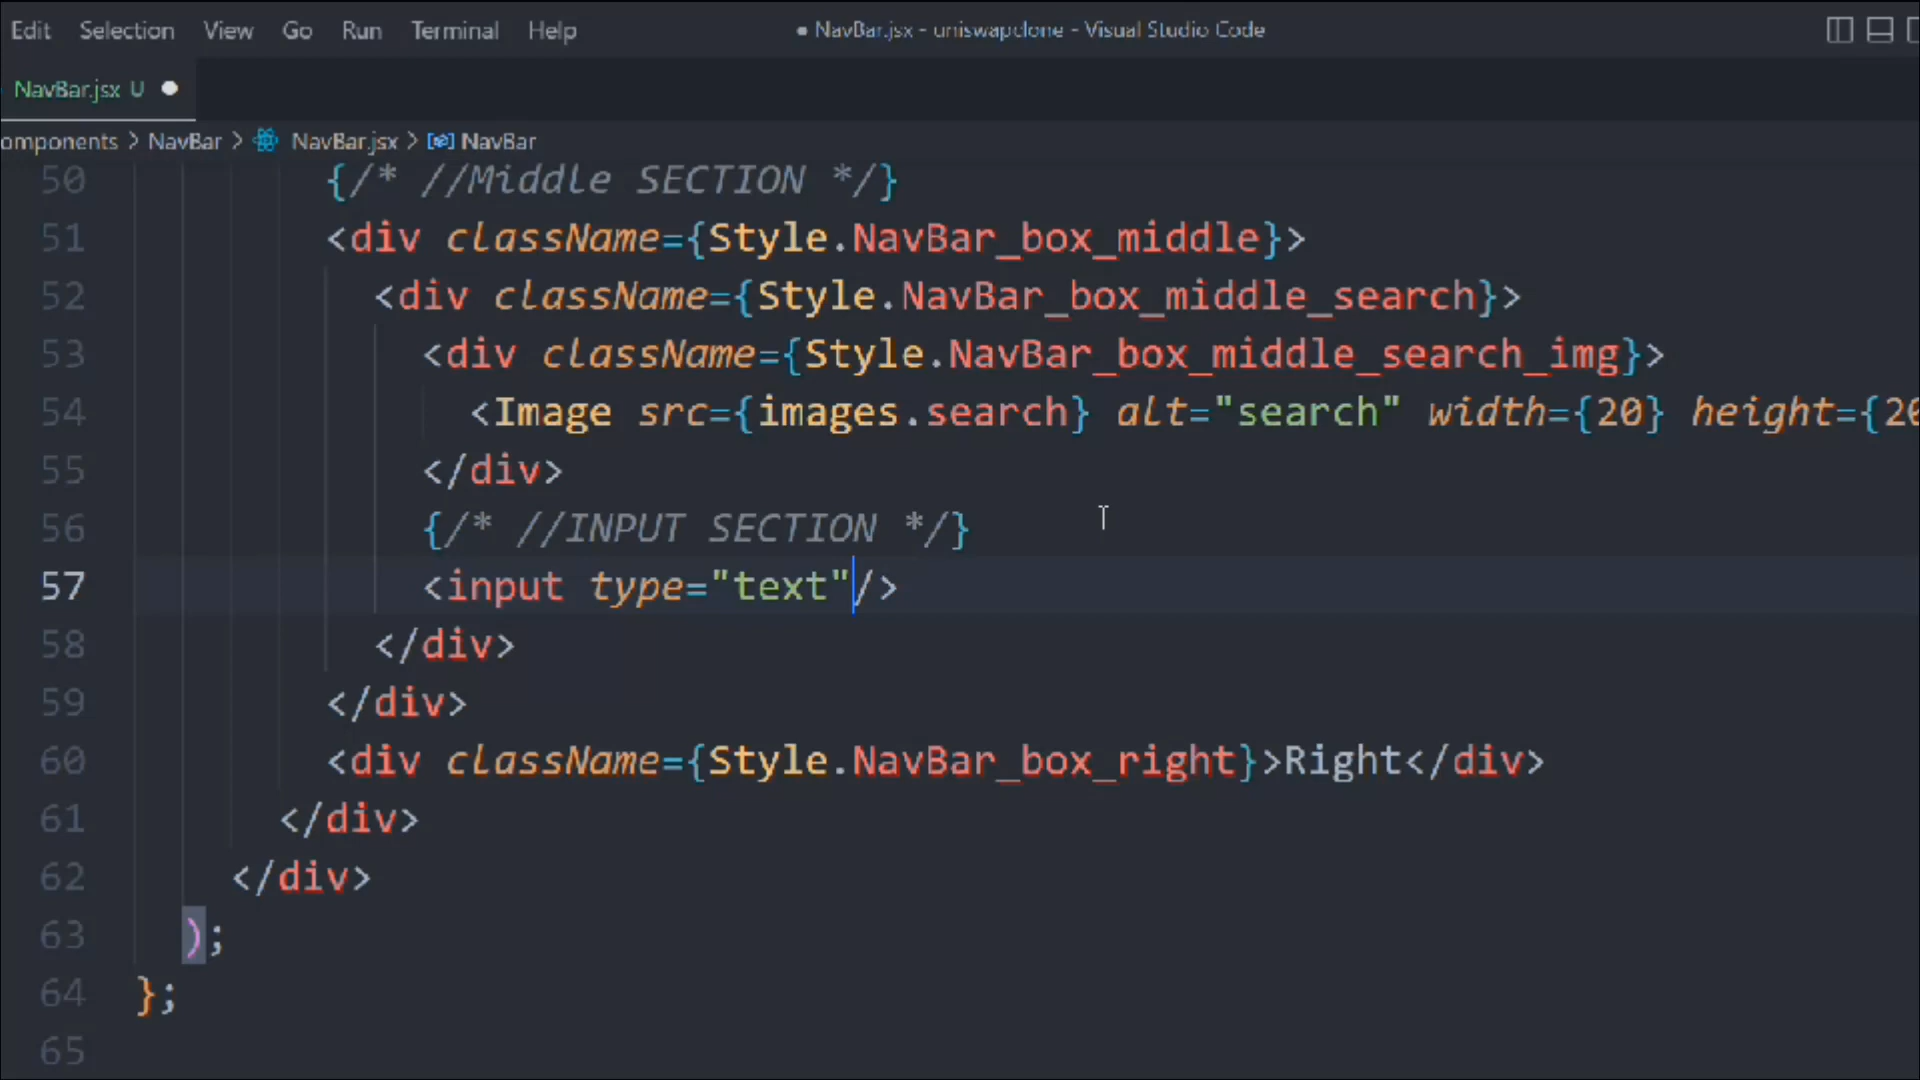 Edit Selection View Go Run Terminal Help ● NavBar.jsx - uniswapclone - Visual Studio Code
NavBar.jsx U ●
omponents > NavBar > NavBar.jsx > NavBar
50 {/* //Middle SECTION */}
51 <div className={Style.NavBar_box_middle}>
52 <div className={Style.NavBar_box_middle_search}>
53 <div className={Style.NavBar_box_middle_search_img}>
54 <Image src={images.search} alt="search" width={20} height={20
55 </div>
56 {/* //INPUT SECTION */}
57 <input type="text"/>
58 </div>
59 </div>
60 <div className={Style.NavBar_box_right}>Right</div>
61 </div>
62 </div>
63 );
64 };
65